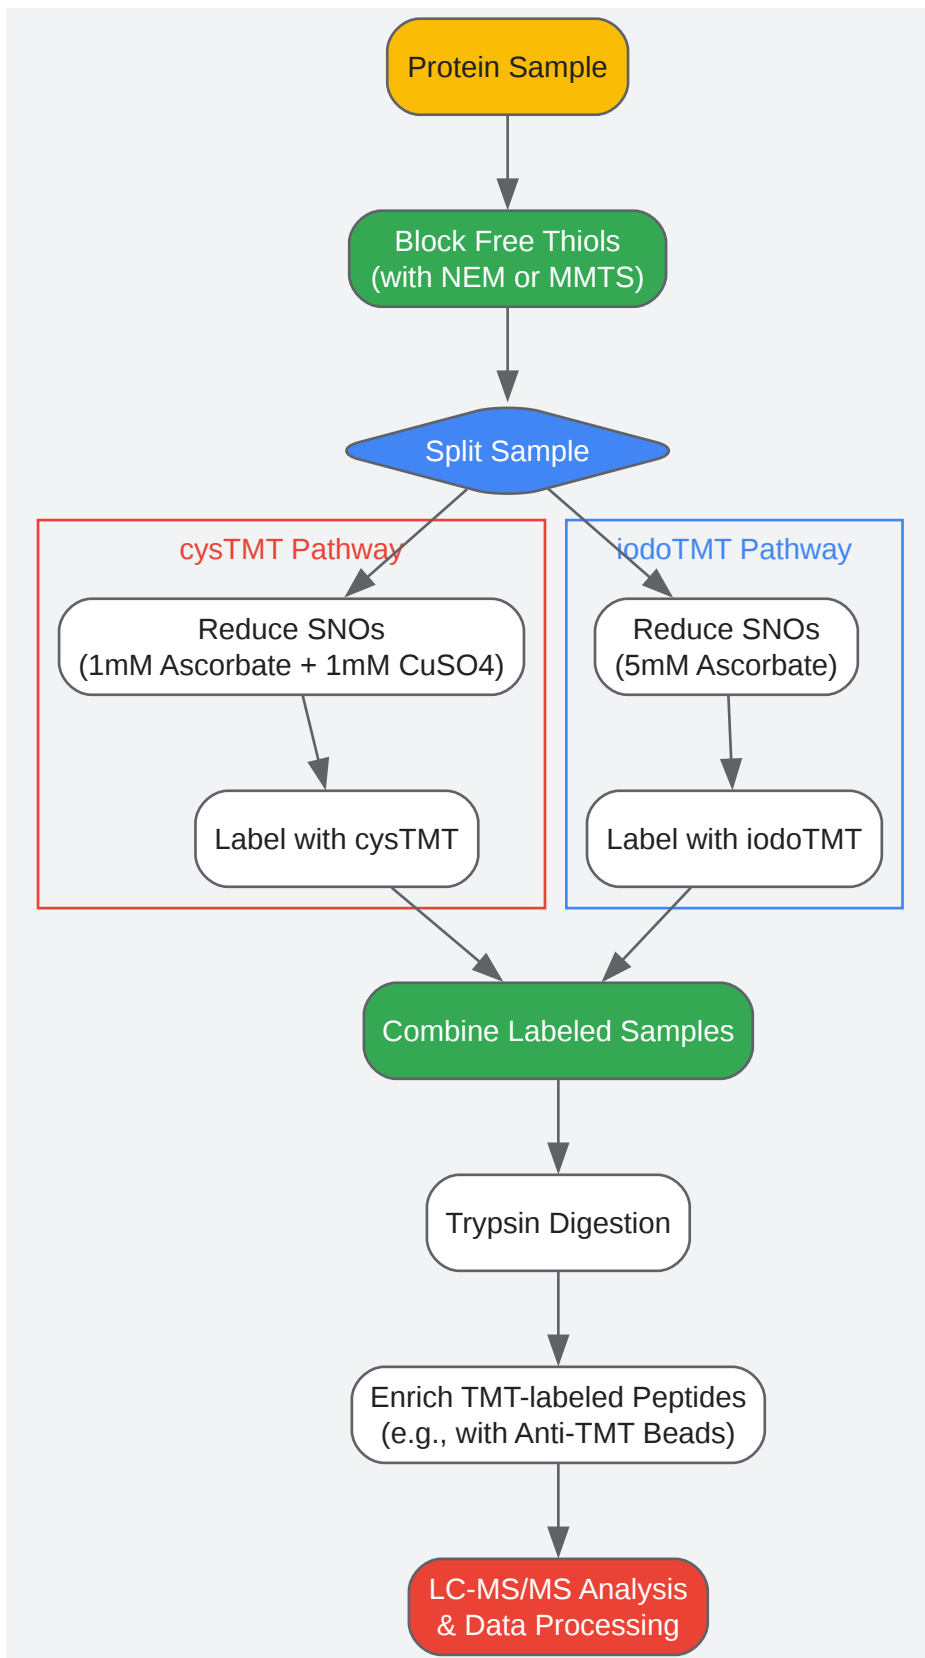 Protein Sample
Block Free Thiols
(with NEM or MMTS)
Split Sample
cysTMT Pathway
Reduce SNOs
(1mM Ascorbate + 1mM CuSO4)
Label with cysTMT
iodoTMT Pathway
Reduce SNOs
(5mM Ascorbate)
Label with iodoTMT
Combine Labeled Samples
Trypsin Digestion
Enrich TMT-labeled Peptides
(e.g., with Anti-TMT Beads)
LC-MS/MS Analysis
& Data Processing